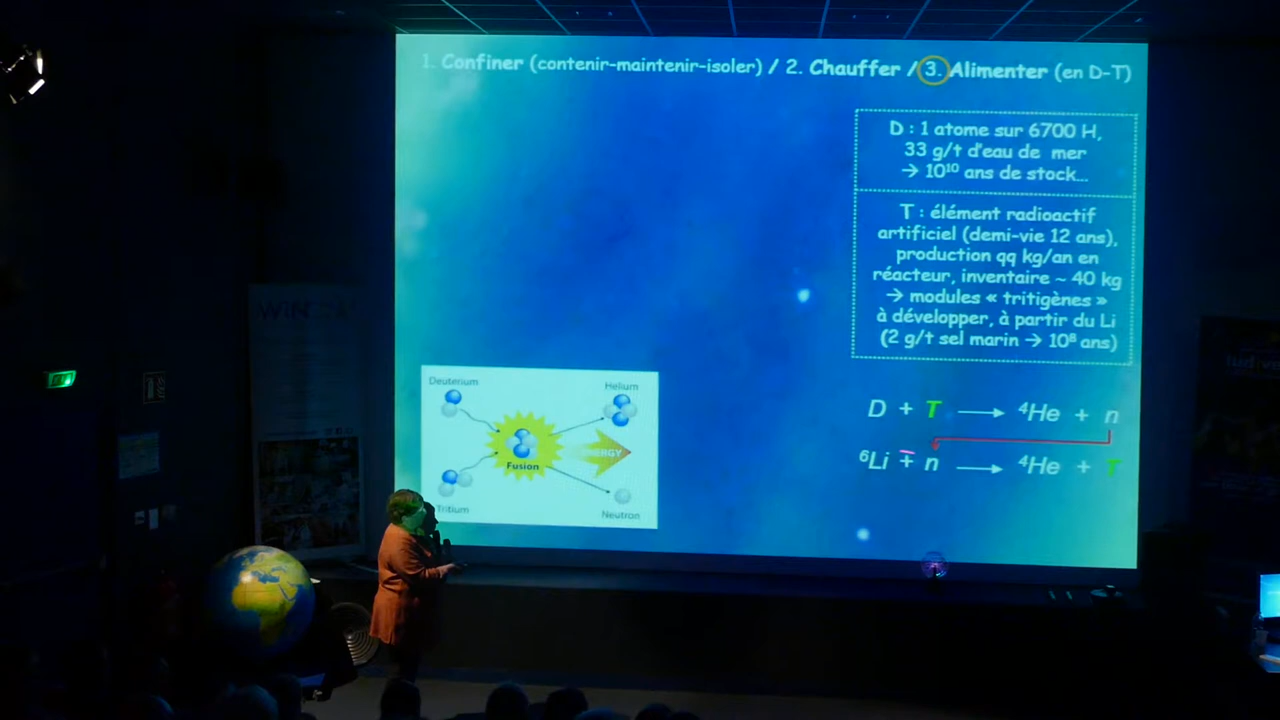 1. Confiner (contenir-maintenir-isoler) / 2. Chauffer / 3. Alimenter (en D-T)
D : 1 atome sur 6700 H,
33 g/t d'eau de mer
→ 10¹⁰ ans de stock...
T : élément radioactif
artificiel (demi-vie 12 ans),
production qq kg/an en
réacteur, inventaire ~ 40 kg
→ modules « tritigènes »
à développer, à partir du Li
(2 g/t sel marin → 10⁸ ans)
D + T → ⁴He + n
⁶Li + n → ⁴He + T
Deuterium
Helium
ENERGY
Fusion
Tritium
Neutron
WiN